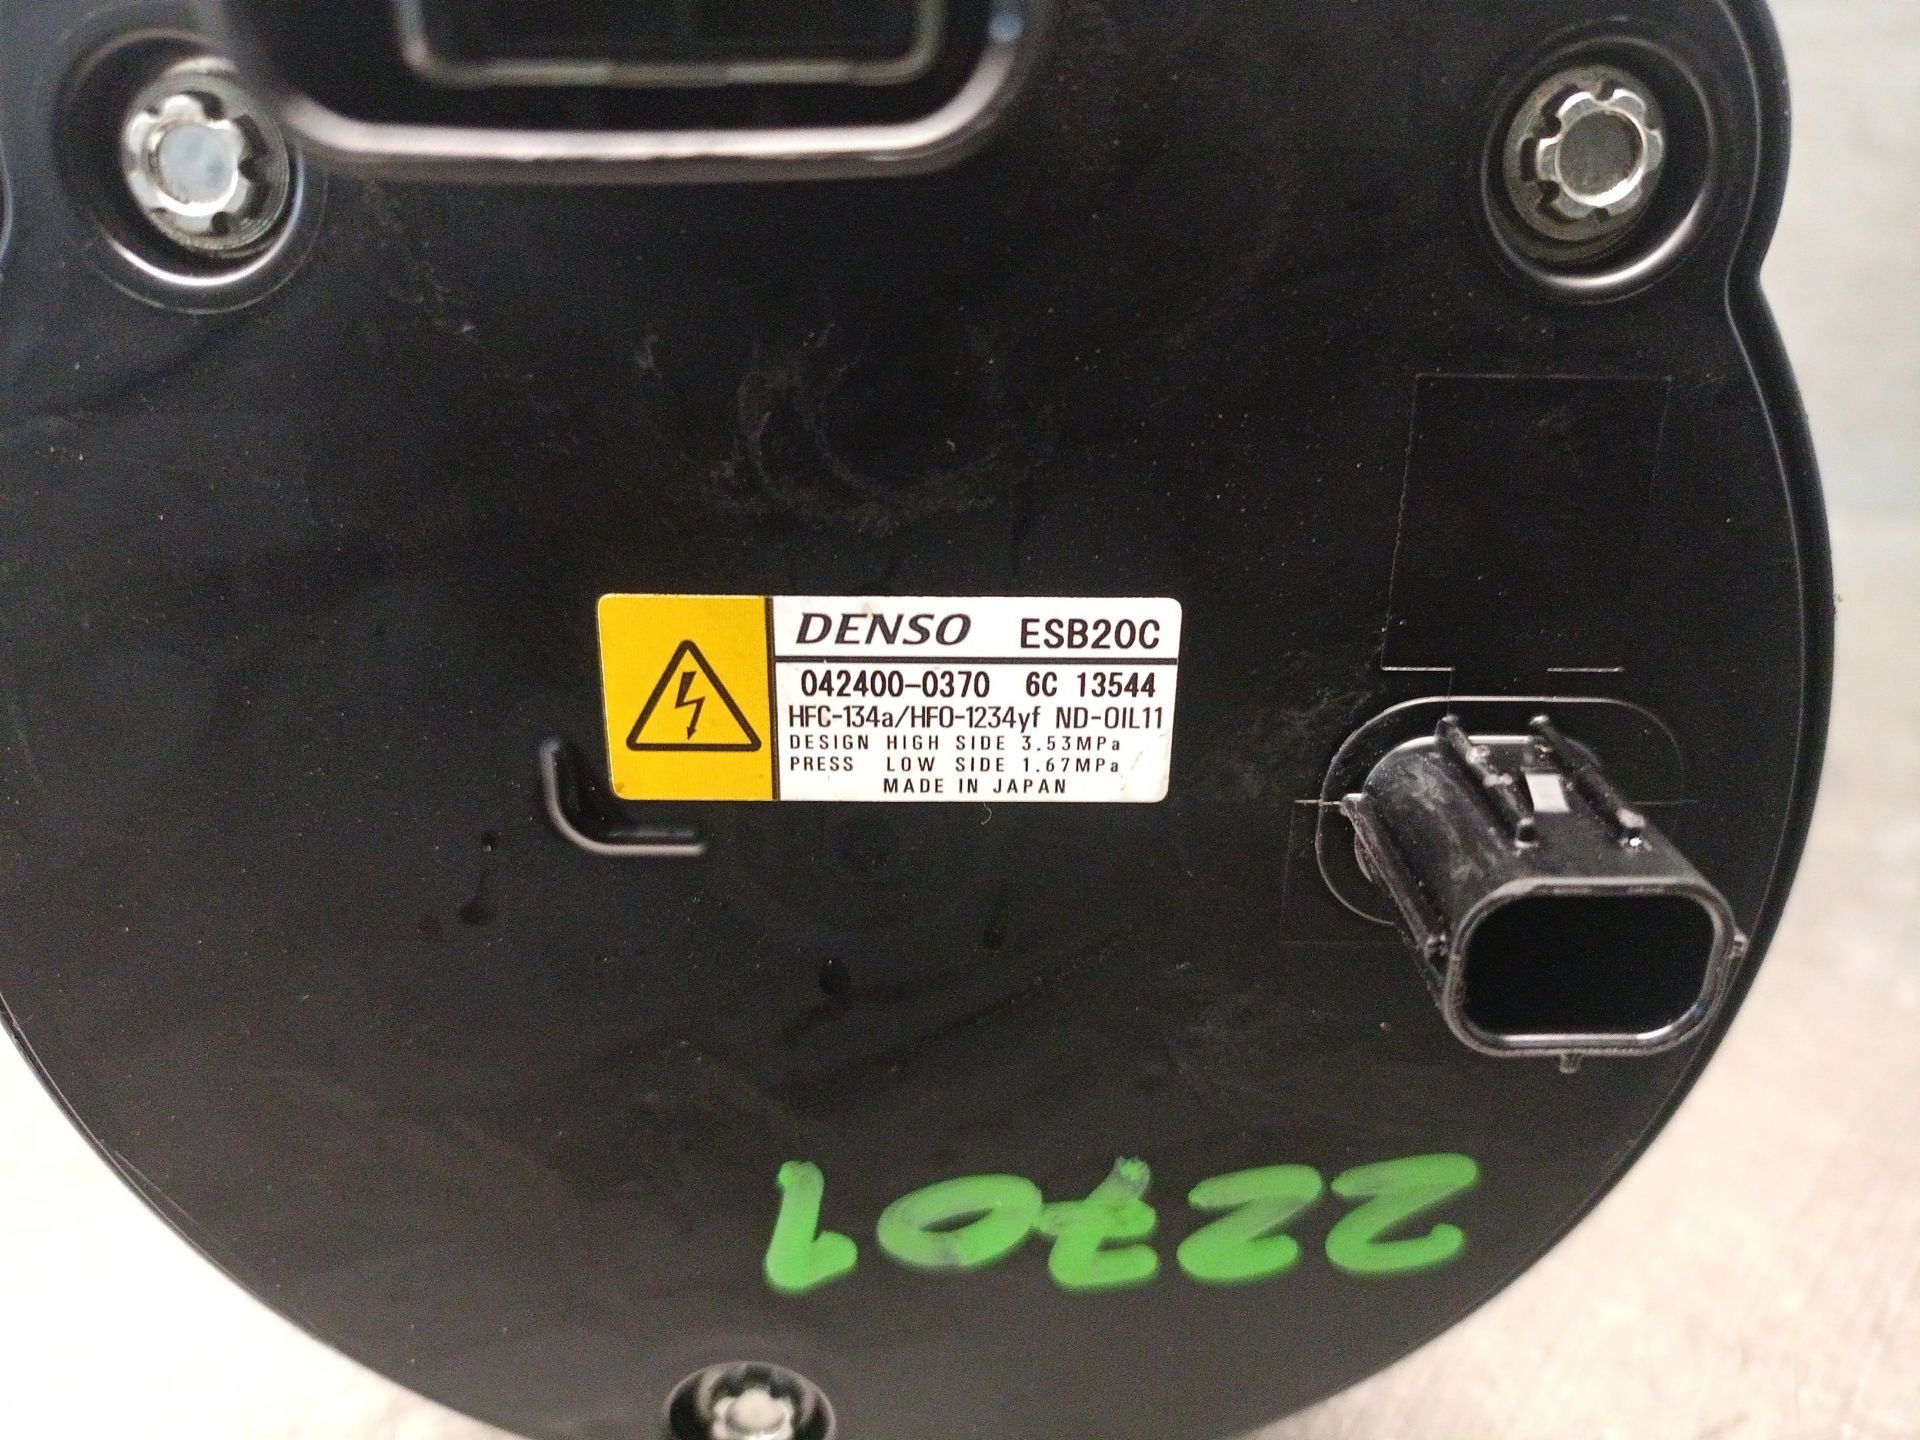 DENSO ESB20C
042400-0370 6C 13544
HFC-134a/HFO-1234yf ND-OIL11
DESIGN HIGH SIDE 3.53MPa
PRESS LOW SIDE 1.67MPa
MADE IN JAPAN
22701